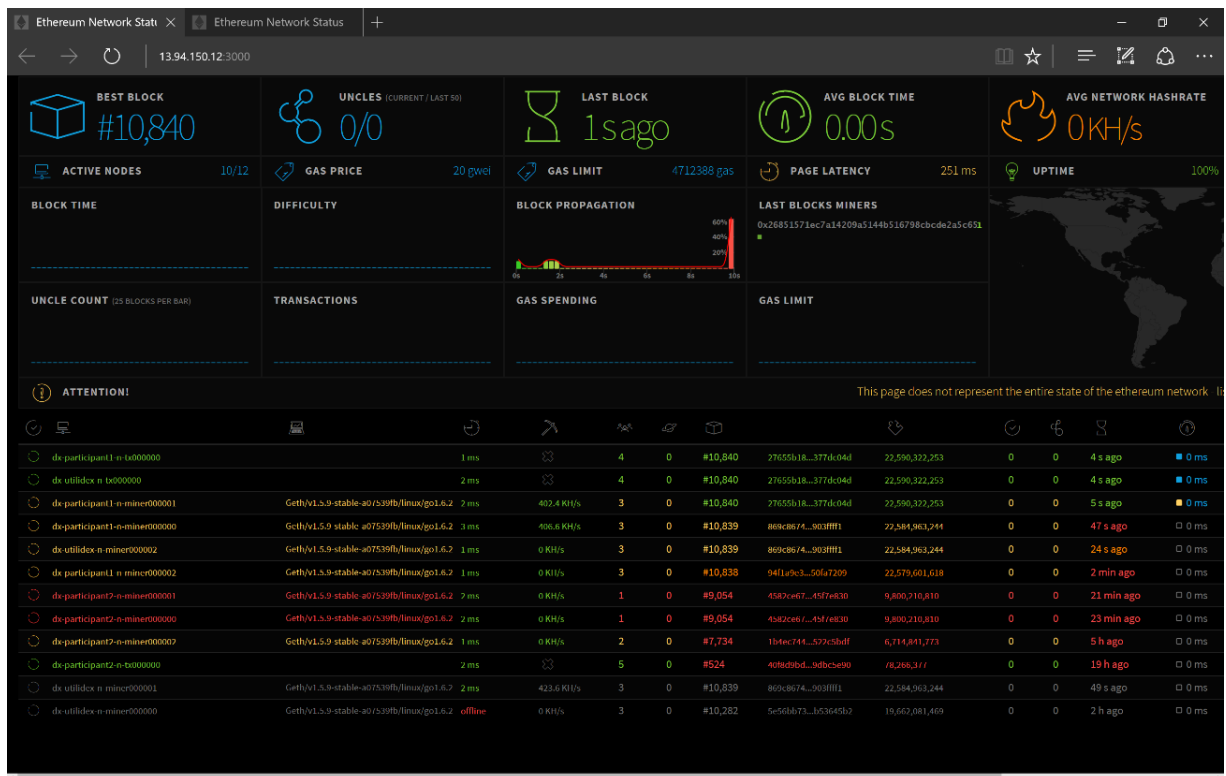 Ethereum Network Stat
Ethereum Network Status
13.94.150.12:3000
BEST BLOCK
#10,840
UNCLES (CURRENT / LAST 50)
0/0
LAST BLOCK
1 s ago
AVG BLOCK TIME
0.00 s
AVG NETWORK HASHRATE
0 KH/s
ACTIVE NODES 10/12
GAS PRICE 20 gwei
GAS LIMIT 4712388 gas
PAGE LATENCY 251 ms
UPTIME 100%
BLOCK TIME
DIFFICULTY
BLOCK PROPAGATION
60%
40%
20%
0s 2s 4s 6s 8s 10s
LAST BLOCKS MINERS
0x26851571ec7a14209a5144b516798cbcde2a5c65 1
UNCLE COUNT (25 BLOCKS PER BAR)
TRANSACTIONS
GAS SPENDING
GAS LIMIT
ATTENTION!
This page does not represent the entire state of the ethereum network
dx-participant1-n-tx000000 1 ms 4 0 #10,840 27655b18...377dc04d 22,590,322,253 0 0 4 s ago 0 ms
dx-utilidex-n-tx000000 2 ms 4 0 #10,840 27655b18...377dc04d 22,590,322,253 0 0 4 s ago 0 ms
dx-participant1-n-miner000001 Geth/v1.5.9-stable-a07539fb/linux/go1.6.2 2 ms 402.4 KH/s 3 0 #10,840 27655b18...377dc04d 22,590,322,253 0 0 5 s ago 0 ms
dx-participant1-n-miner000000 Geth/v1.5.9-stable-a07539fb/linux/go1.6.2 3 ms 406.6 KH/s 3 0 #10,839 869c8674...903ffff1 22,584,963,244 0 0 47 s ago 0 ms
dx-utilidex-n-miner000002 Geth/v1.5.9-stable-a07539fb/linux/go1.6.2 1 ms 0 KH/s 3 0 #10,839 869c8674...903ffff1 22,584,963,244 0 0 24 s ago 0 ms
dx-participant1-n-miner000002 Geth/v1.5.9-stable-a07539fb/linux/go1.6.2 1 ms 0 KH/s 3 0 #10,838 94f1a9c3...50fa7209 22,579,601,618 0 0 2 min ago 0 ms
dx-participant2-n-miner000001 Geth/v1.5.9-stable-a07539fb/linux/go1.6.2 2 ms 0 KH/s 1 0 #9,054 4582ce67...45f7e830 9,800,210,810 0 0 21 min ago 0 ms
dx-participant2-n-miner000000 Geth/v1.5.9-stable-a07539fb/linux/go1.6.2 2 ms 0 KH/s 1 0 #9,054 4582ce67...45f7e830 9,800,210,810 0 0 23 min ago 0 ms
dx-participant2-n-miner000002 Geth/v1.5.9-stable-a07539fb/linux/go1.6.2 1 ms 0 KH/s 2 0 #7,734 1b4ec744...522c5bdf 6,714,841,773 0 0 5 h ago 0 ms
dx-participant2-n-tx000000 2 ms 5 0 #524 40f8d9bd...9dbc5e90 78,266,377 0 0 19 h ago 0 ms
dx-utilidex-n-miner000001 Geth/v1.5.9-stable-a07539fb/linux/go1.6.2 2 ms 423.6 KH/s 3 0 #10,839 869c8674...903ffff1 22,584,963,244 0 0 49 s ago 0 ms
dx-utilidex-n-miner000000 Geth/v1.5.9-stable-a07539fb/linux/go1.6.2 offline 0 KH/s 3 0 #10,282 5e56bb73...b53645b2 19,662,081,469 0 0 2 h ago 0 ms